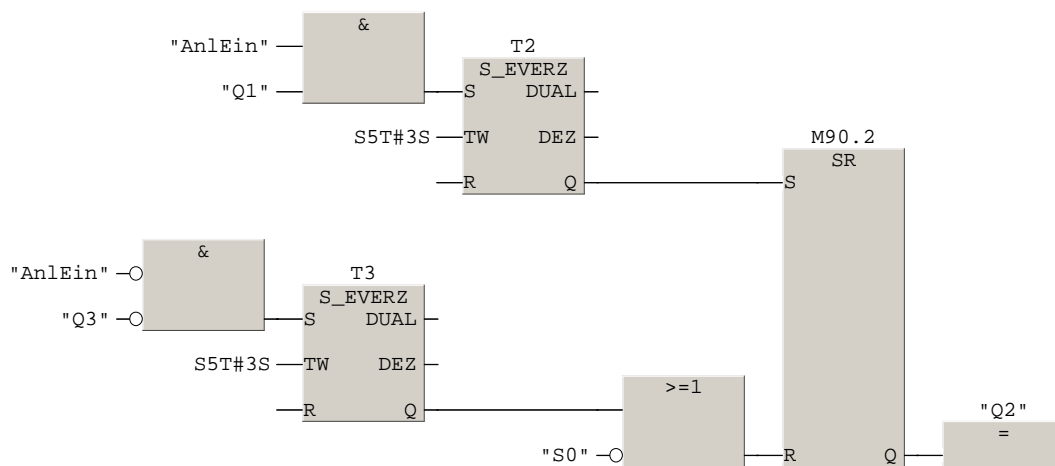 &
"AnlEin"
"Q1"
T2
S_EVERZ
S DUAL
S5T#3S TW DEZ
R Q
M90.2
SR
S
&
"AnlEin"
"Q3"
T3
S_EVERZ
S DUAL
S5T#3S TW DEZ
R Q
>=1
"S0"
R Q
"Q2"
=